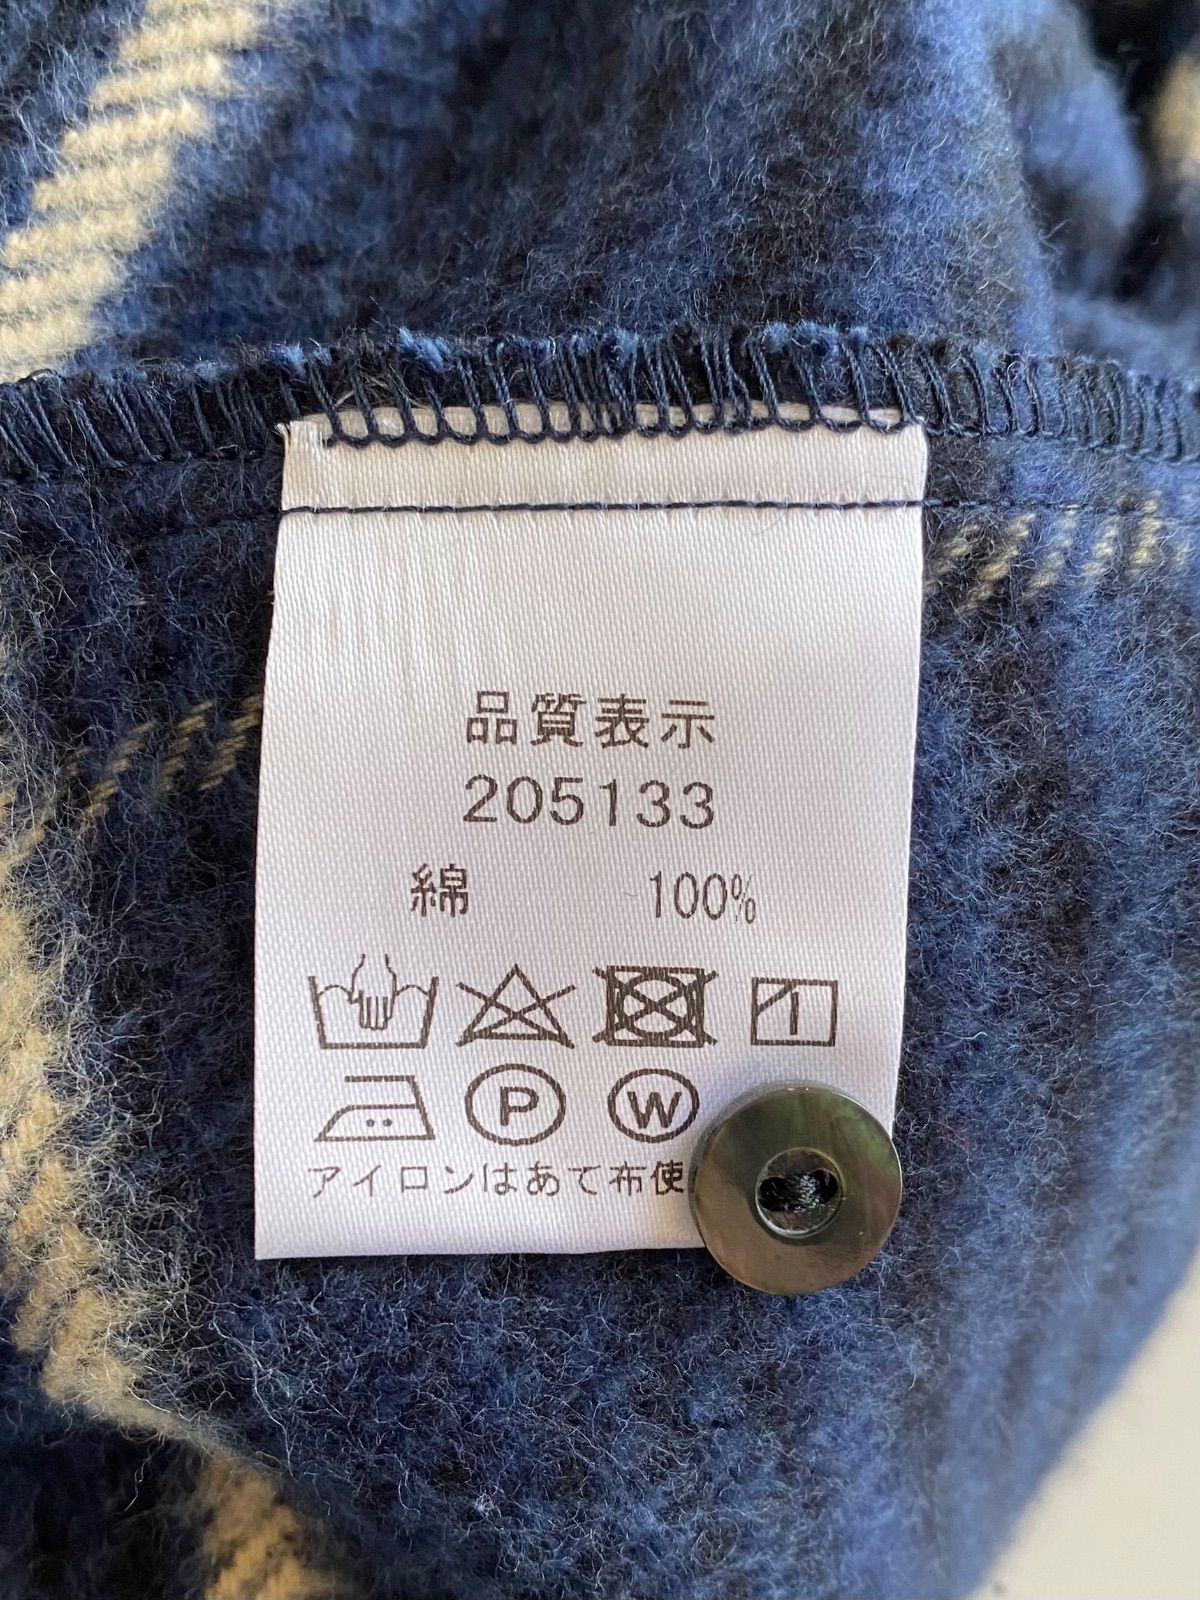 品質表示
205133
綿 100%
P W
アイロンはあて布使